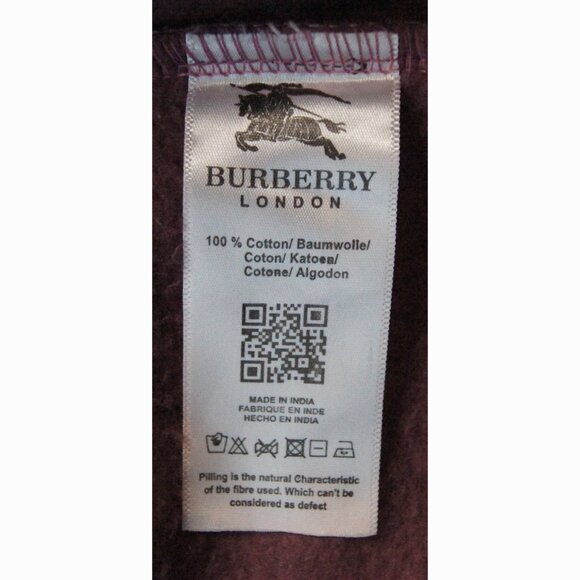 BURBERRY
LONDON
100 % Cotton/ Baumwolle/
Coton/ Katoen/
Cotone/ Algodon
MADE IN INDIA
FABRIQUE EN INDE
HECHO EN INDIA
Pilling is the natural Characteristic
of the fibre used. Which can't be
considered as defect